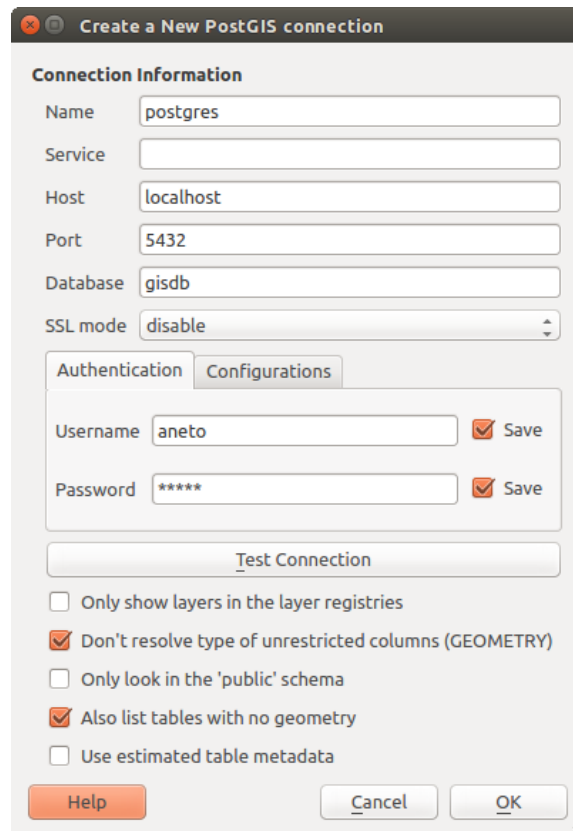 Create a New PostGIS connection
Connection Information
Name postgres
Service
Host localhost
Port 5432
Database gisdb
SSL mode disable
Authentication Configurations
Username aneto Save
Password ***** Save
Test Connection
Only show layers in the layer registries
Don't resolve type of unrestricted columns (GEOMETRY)
Only look in the 'public' schema
Also list tables with no geometry
Use estimated table metadata
Help Cancel OK